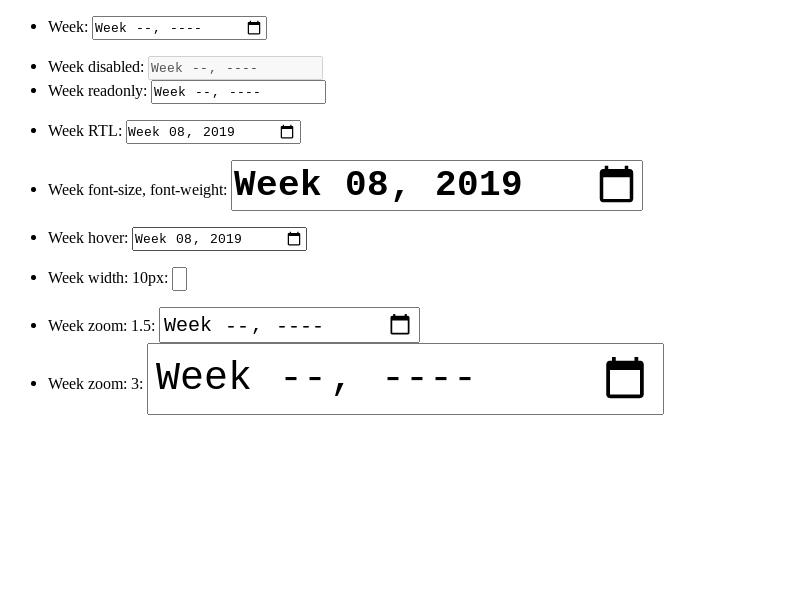 Week: Week --, ----
Week disabled: Week --, ----
Week readonly: Week --, ----
Week RTL: Week 08, 2019
Week font-size, font-weight: Week 08, 2019
Week hover: Week 08, 2019
Week width: 10px:
Week zoom: 1.5: Week --, ----
Week zoom: 3: Week --, ----